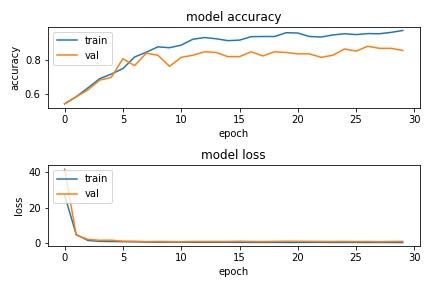 model accuracy
train
val
accuracy
0.8
0.6
0 5 10 15 20 25 30
epoch
model loss
train
val
loss
40
20
0
0 5 10 15 20 25 30
epoch